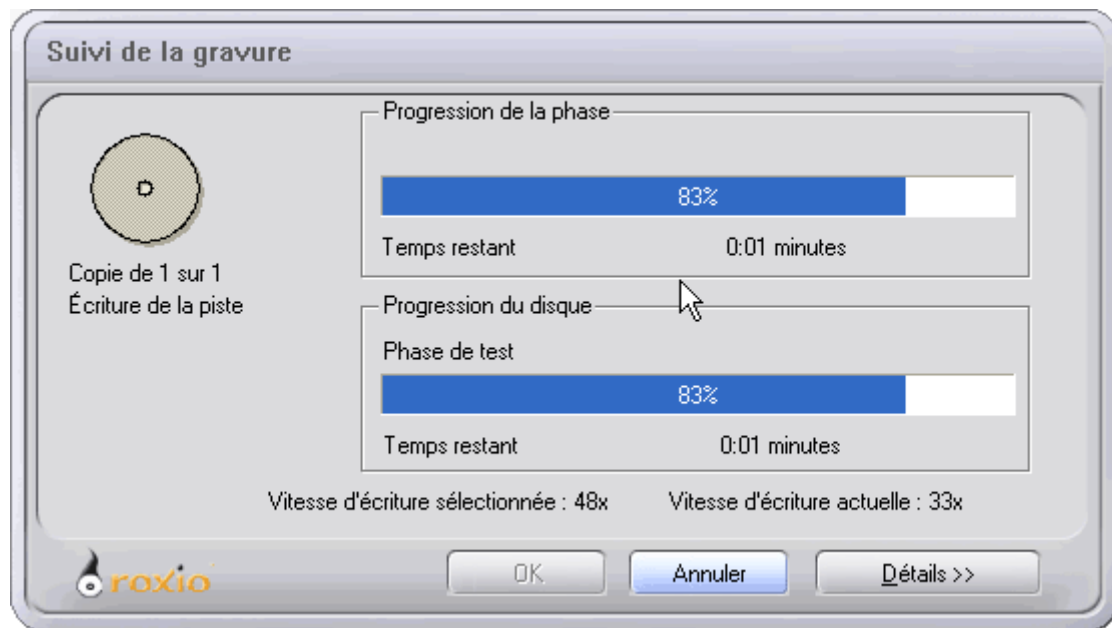 Suivi de la gravure
Progression de la phase
83%
Temps restant 0:01 minutes
Copie de 1 sur 1
Écriture de la piste
Progression du disque
Phase de test
83%
Temps restant 0:01 minutes
Vitesse d'écriture sélectionnée : 48x Vitesse d'écriture actuelle : 33x
roxio OK Annuler Détails >>